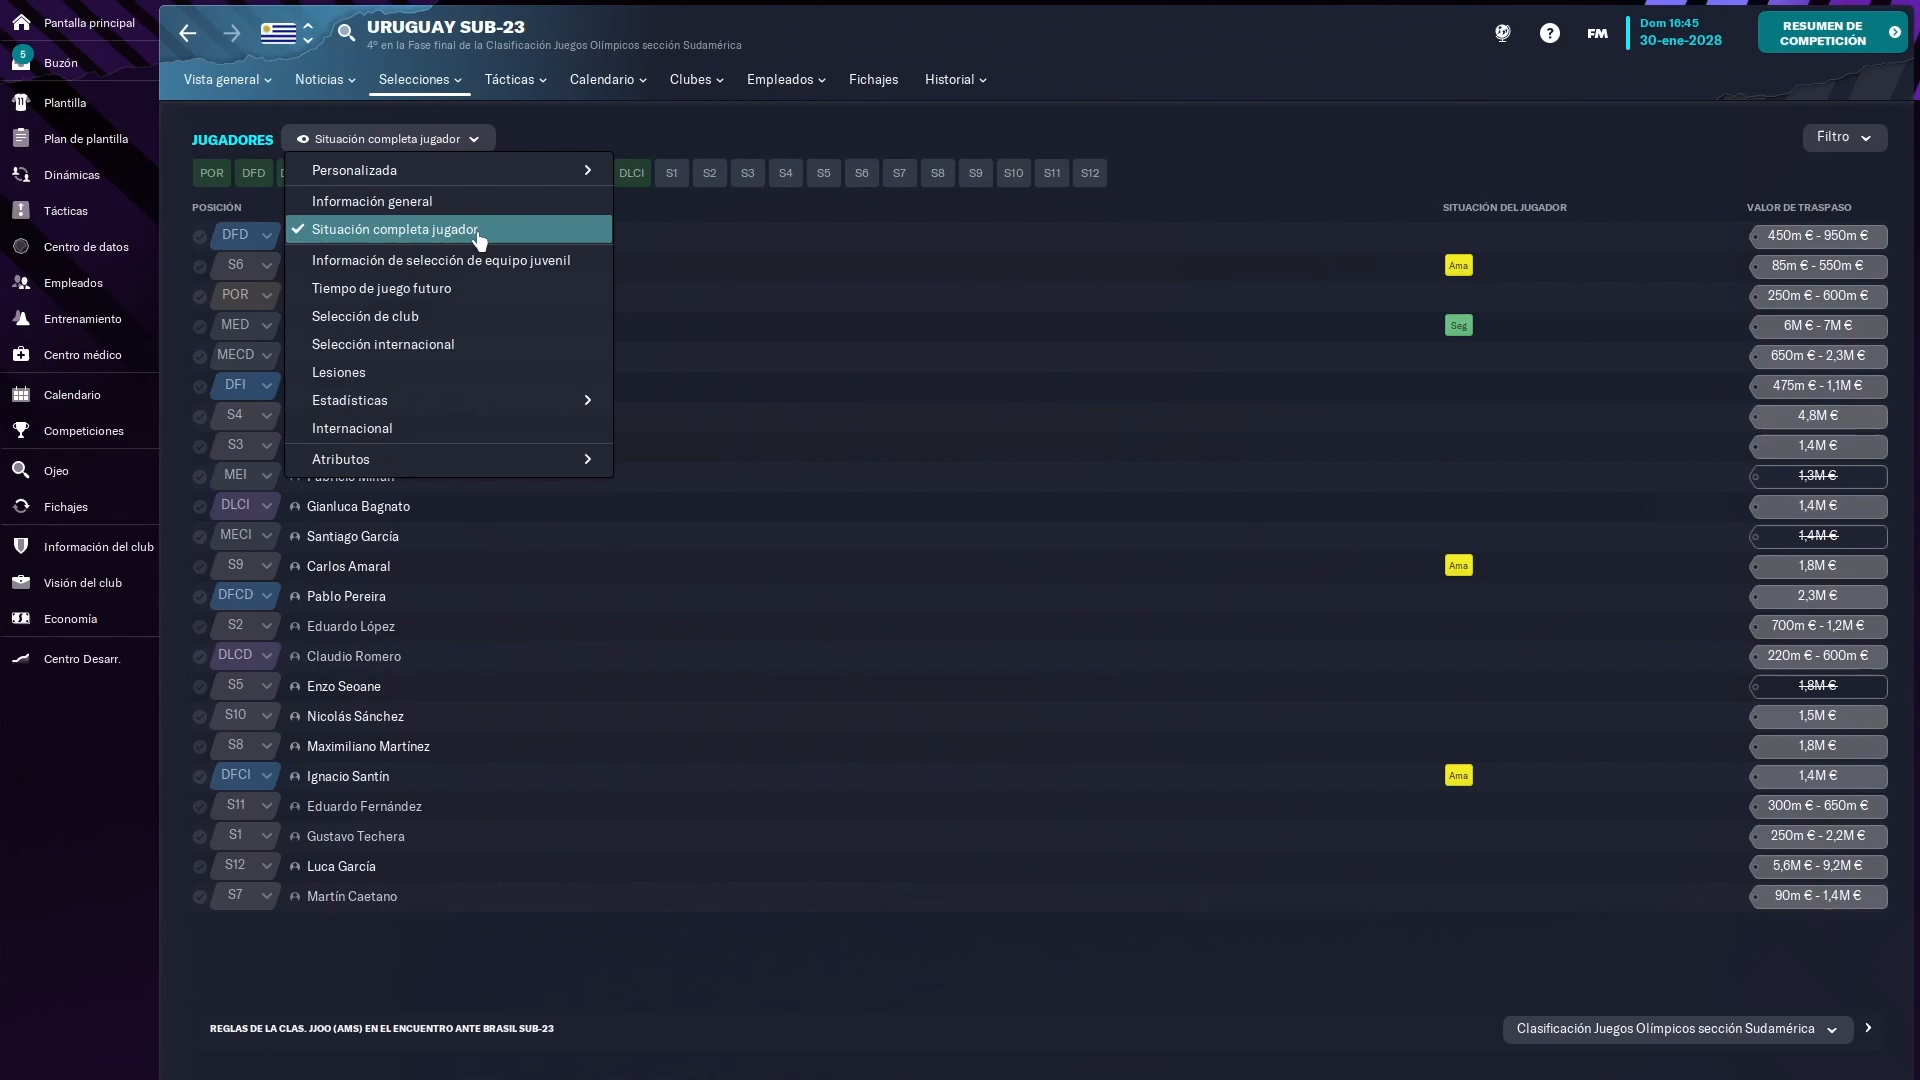 Pantalla principal
5
Buzón
11
Plantilla
Plan de plantilla
Dinámicas
Tácticas
Centro de datos
Empleados
Entrenamiento
Centro médico
Calendario
Competiciones
Ojeo
Fichajes
Información del club
Visión del club
Economía
Centro Desarr.
URUGUAY SUB-23
4º en la Fase final de la Clasificación Juegos Olímpicos sección Sudamérica
?
FM
Dom 16:45
30-ene-2028
RESUMEN DE
COMPETICIÓN
Vista general Noticias Selecciones Tácticas Calendario Clubes Empleados Fichajes Historial
JUGADORES Situación completa jugador
Filtro
POR DFD DLCI S1 S2 S3 S4 S5 S6 S7 S8 S9 S10 S11 S12
Personalizada
Información general
Situación completa jugador
Información de selección de equipo juvenil
Tiempo de juego futuro
Selección de club
Selección internacional
Lesiones
Estadísticas
Internacional
Atributos
POSICIÓN SITUACIÓN DEL JUGADOR VALOR DE TRASPASO
DFD 450m € - 950m €
S6 Ama 85m € - 550m €
POR 250m € - 600m €
MED Seg 6M € - 7M €
MECD 650m € - 2,3M €
DFI 475m € - 1,1M €
S4 4,8M €
S3 1,4M €
MEI 1,3M €
DLCI Gianluca Bagnato 1,4M €
MECI Santiago García 1,4M €
S9 Carlos Amaral Ama 1,8M €
DFCD Pablo Pereira 2,3M €
S2 Eduardo López 700m € - 1,2M €
DLCD Claudio Romero 220m € - 600m €
S5 Enzo Seoane 1,8M €
S10 Nicolás Sánchez 1,5M €
S8 Maximiliano Martínez 1,8M €
DFCI Ignacio Santín Ama 1,4M €
S11 Eduardo Fernández 300m € - 650m €
S1 Gustavo Techera 250m € - 2,2M €
S12 Luca García 5,6M € - 9,2M €
S7 Martín Caetano 90m € - 1,4M €
REGLAS DE LA CLAS. JJOO (AMS) EN EL ENCUENTRO ANTE BRASIL SUB-23
Clasificación Juegos Olímpicos sección Sudamérica